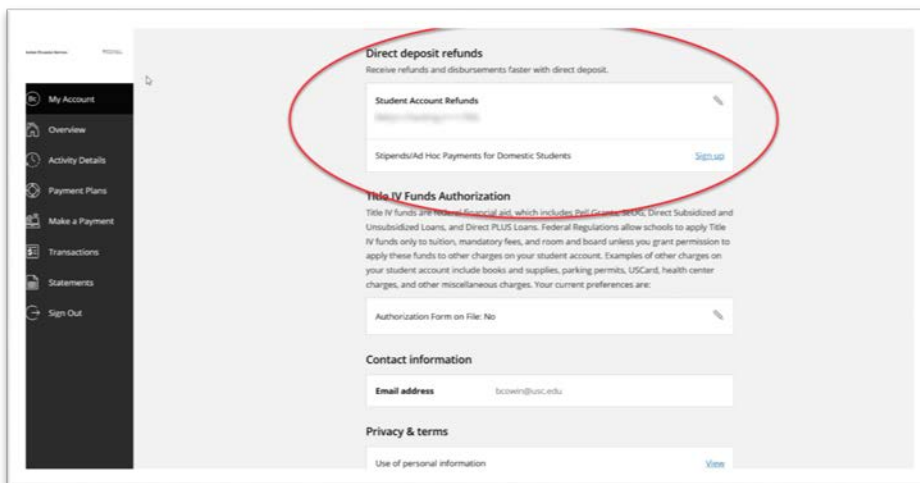 Direct deposit refunds
Receive refunds and disbursements faster with direct deposit.
Student Account Refunds
Stipends/Ad Hoc Payments for Domestic Students
Sign up
Title IV Funds Authorization
Title IV funds are federal financial aid, which includes Pell Grants, SEOG, Direct Subsidized and
Unsubsidized Loans, and Direct PLUS Loans. Federal Regulations allow schools to apply Title
IV funds only to tuition, mandatory fees, and room and board unless you grant permission to
apply these funds to other charges on your student account. Examples of other charges on
your student account include books and supplies, parking permits, USCard, health center
charges, and other miscellaneous charges. Your current preferences are:
Authorization Form on File: No
Contact information
Email address
bcowin@usc.edu
Privacy & terms
Use of personal information
View
BC
My Account
Overview
Activity Details
Payment Plans
Make a Payment
Transactions
Statements
Sign Out